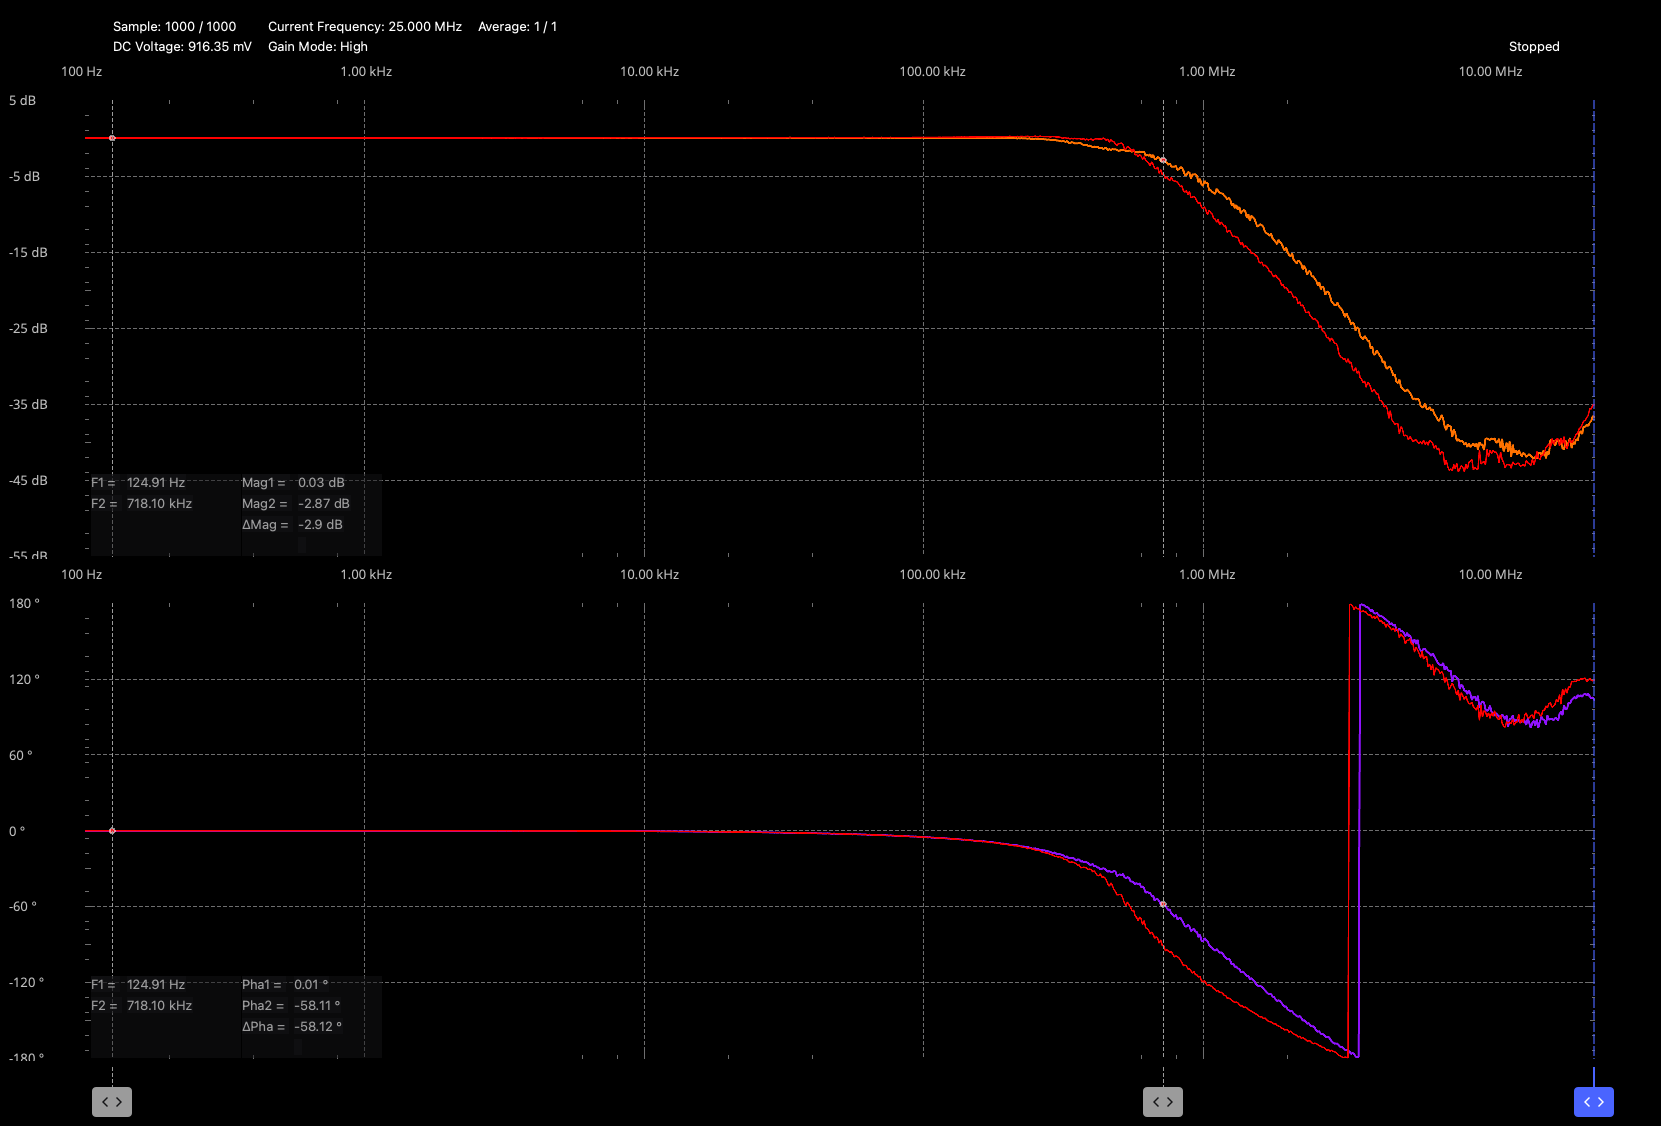 Sample: 1000 / 1000 Current Frequency: 25.000 MHz Average: 1 / 1
DC Voltage: 916.35 mV Gain Mode: High Stopped
100 Hz 1.00 kHz 10.00 kHz 100.00 kHz 1.00 MHz 10.00 MHz
5 dB
-5 dB
-15 dB
-25 dB
-35 dB
-45 dB
F1 = 124.91 Hz Mag1 = 0.03 dB
F2 = 718.10 kHz Mag2 = -2.87 dB
ΔMag = -2.9 dB
-55 dB
100 Hz 1.00 kHz 10.00 kHz 100.00 kHz 1.00 MHz 10.00 MHz
180 °
120 °
60 °
0 °
-60 °
-120 °
F1 = 124.91 Hz Pha1 = 0.01 °
F2 = 718.10 kHz Pha2 = -58.11 °
ΔPha = -58.12 °
-180 °